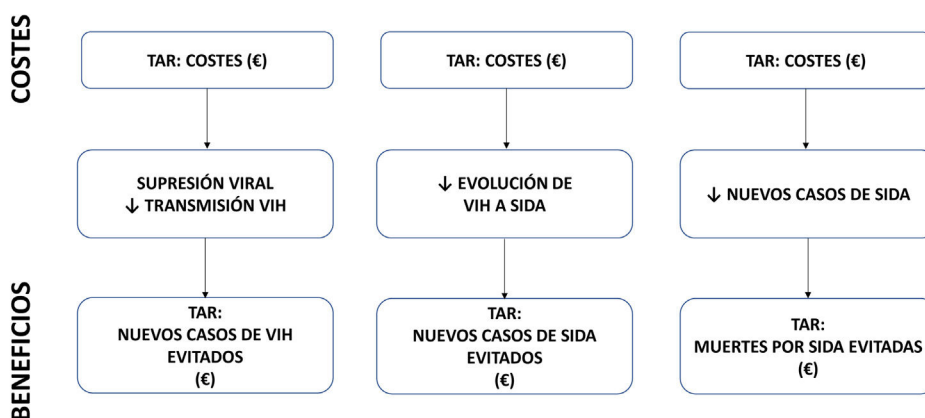 COSTES
TAR: COSTES (€)
TAR: COSTES (€)
TAR: COSTES (€)
SUPRESIÓN VIRAL
↓ TRANSMISIÓN VIH
↓ EVOLUCIÓN DE
VIH A SIDA
↓ NUEVOS CASOS DE SIDA
BENEFICIOS
TAR:
NUEVOS CASOS DE VIH
EVITADOS
(€)
TAR:
NUEVOS CASOS DE SIDA
EVITADOS
(€)
TAR:
MUERTES POR SIDA EVITADAS
(€)